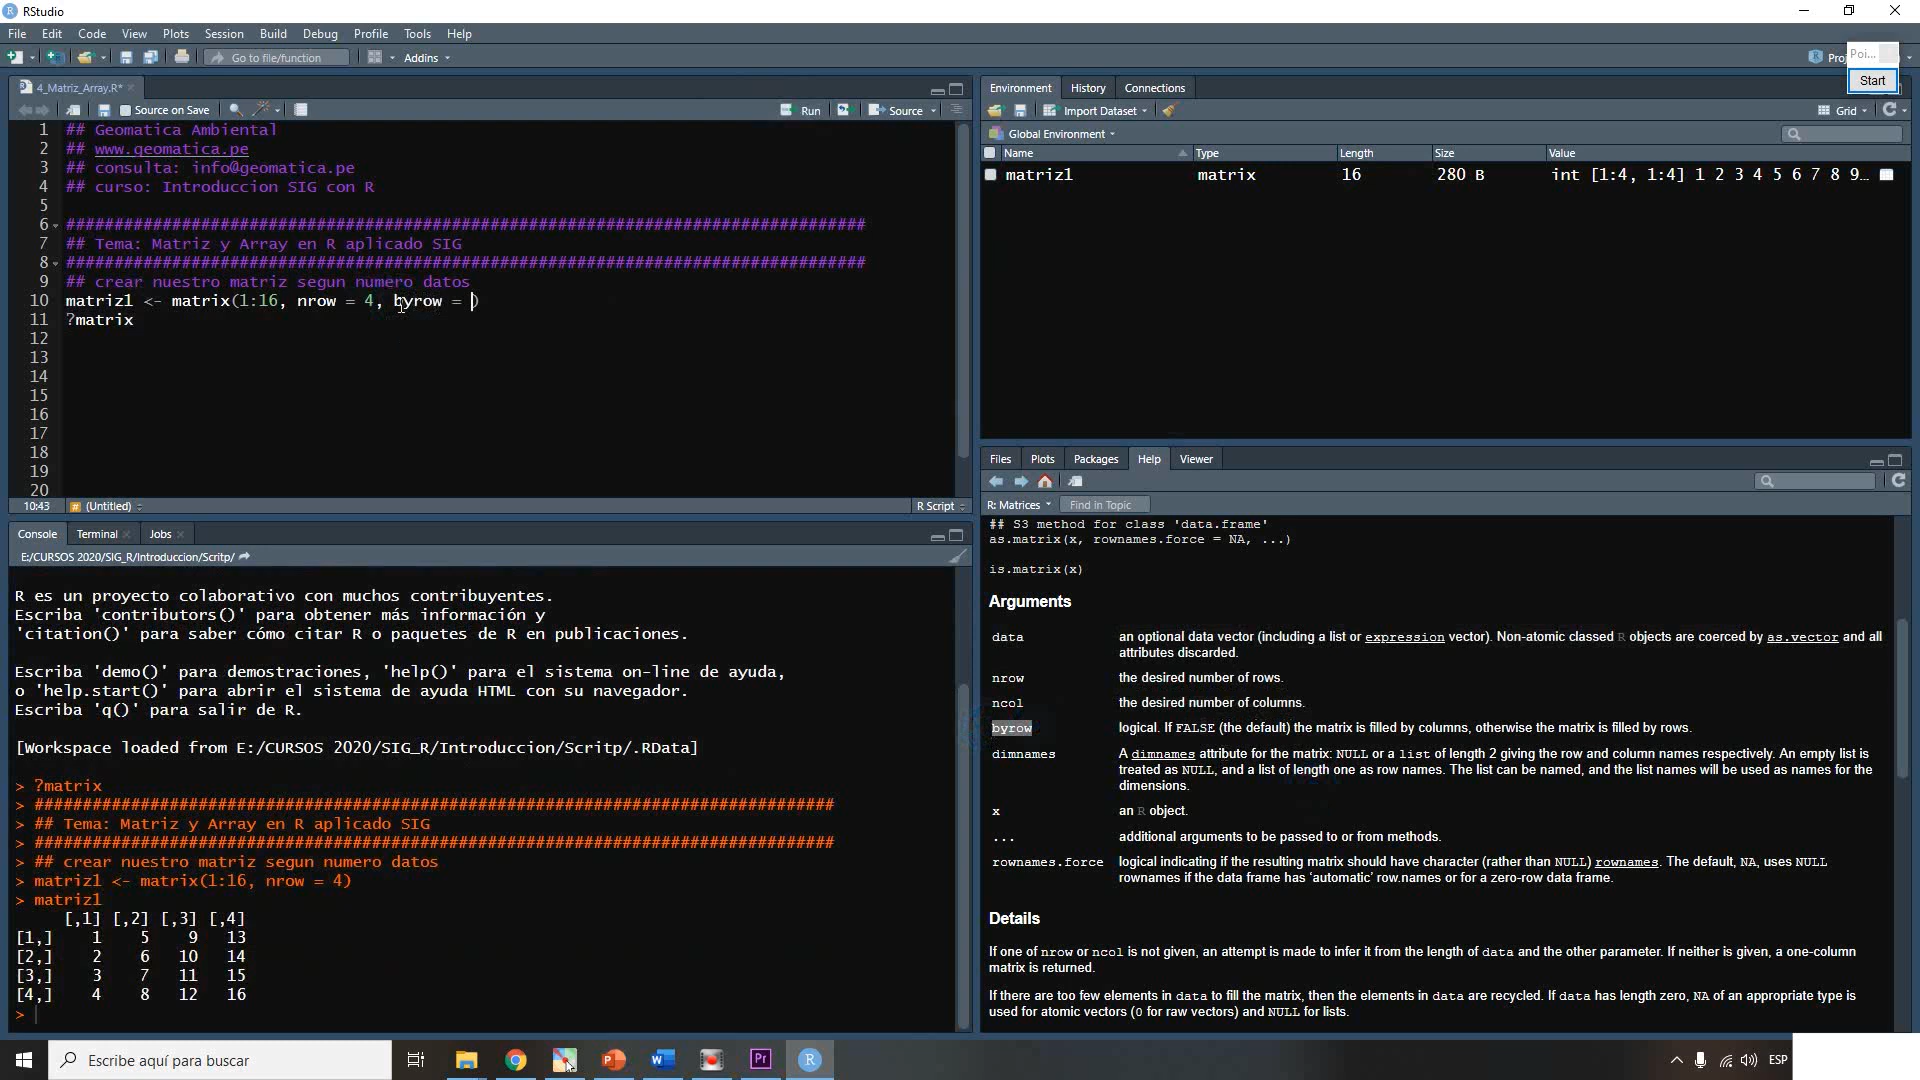 RStudio
File Edit Code View Plots Session Build Debug Profile Tools Help
Go to file/function Addins
Poi...
Start
4_Matriz_Array.R*
Source on Save Run Source
1 ## Geomatica Ambiental
2 ## www.geomatica.pe
3 ## consulta: info@geomatica.pe
4 ## curso: Introduccion SIG con R
5
6 ###################################################################################
7 ## Tema: Matriz y Array en R aplicado SIG
8 ###################################################################################
9 ## crear nuestro matriz segun numero datos
10 matriz1 <- matrix(1:16, nrow = 4, byrow = )
11 ?matrix
12
13
14
15
16
17
18
19
20
10:43 (Untitled) R Script
Console Terminal Jobs
E:/CURSOS 2020/SIG_R/Introduccion/Scritp/
R es un proyecto colaborativo con muchos contribuyentes.
Escriba 'contributors()' para obtener más información y
'citation()' para saber cómo citar R o paquetes de R en publicaciones.
Escriba 'demo()' para demostraciones, 'help()' para el sistema on-line de ayuda,
o 'help.start()' para abrir el sistema de ayuda HTML con su navegador.
Escriba 'q()' para salir de R.
[Workspace loaded from E:/CURSOS 2020/SIG_R/Introduccion/Scritp/.RData]
> ?matrix
> ###################################################################################
> ## Tema: Matriz y Array en R aplicado SIG
> ###################################################################################
> ## crear nuestro matriz segun numero datos
> matriz1 <- matrix(1:16, nrow = 4)
> matriz1
[,1] [,2] [,3] [,4]
[1,] 1 5 9 13
[2,] 2 6 10 14
[3,] 3 7 11 15
[4,] 4 8 12 16
>
Environment History Connections
Import Dataset Grid
Global Environment
Name Type Length Size Value
matriz1 matrix 16 280 B int [1:4, 1:4] 1 2 3 4 5 6 7 8 9...
Files Plots Packages Help Viewer
R: Matrices Find in Topic
## S3 method for class 'data.frame'
as.matrix(x, rownames.force = NA, ...)
is.matrix(x)
Arguments
data an optional data vector (including a list or expression vector). Non-atomic classed R objects are coerced by as.vector and all
attributes discarded.
nrow the desired number of rows.
ncol the desired number of columns.
byrow logical. If FALSE (the default) the matrix is filled by columns, otherwise the matrix is filled by rows.
dimnames A dimnames attribute for the matrix: NULL or a list of length 2 giving the row and column names respectively. An empty list is
treated as NULL, and a list of length one as row names. The list can be named, and the list names will be used as names for the
dimensions.
x an R object.
... additional arguments to be passed to or from methods.
rownames.force logical indicating if the resulting matrix should have character (rather than NULL) rownames. The default, NA, uses NULL
rownames if the data frame has ‘automatic’ row.names or for a zero-row data frame.
Details
If one of nrow or ncol is not given, an attempt is made to infer it from the length of data and the other parameter. If neither is given, a one-column
matrix is returned.
If there are too few elements in data to fill the matrix, then the elements in data are recycled. If data has length zero, NA of an appropriate type is
used for atomic vectors (0 for raw vectors) and NULL for lists.
Escribe aquí para buscar
ESP